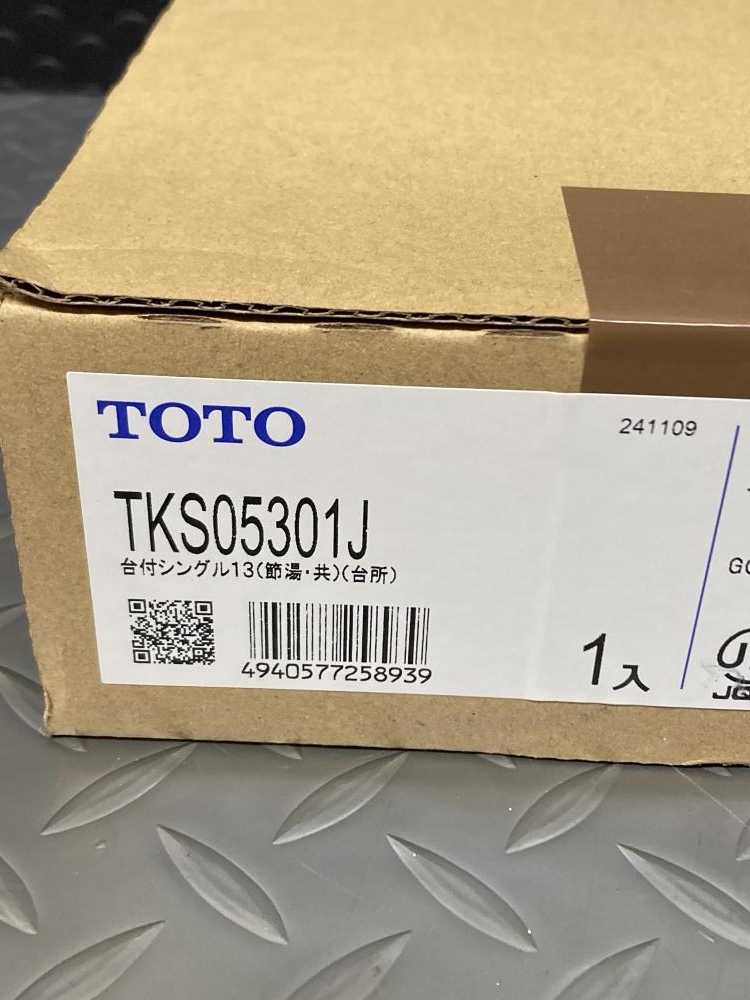 TOTO
241109
TKS05301J
台付シングル13(節湯・共)(台所)
4940577258939
1入